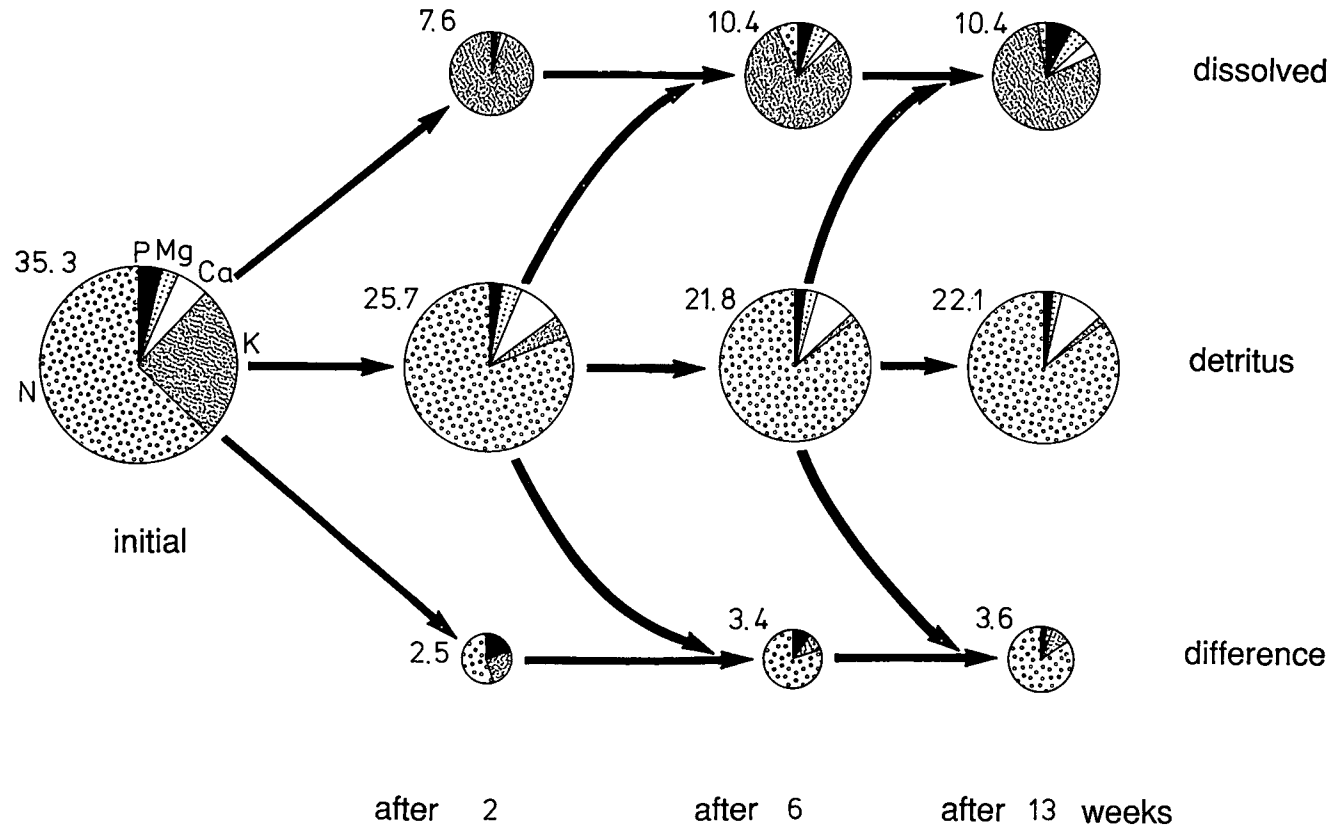 7.6
10.4
10.4
dissolved
35.3
P Mg
Ca
K
N
25.7
21.8
22.1
detritus
initial
2.5
3.4
3.6
difference
after 2
after 6
after 13 weeks